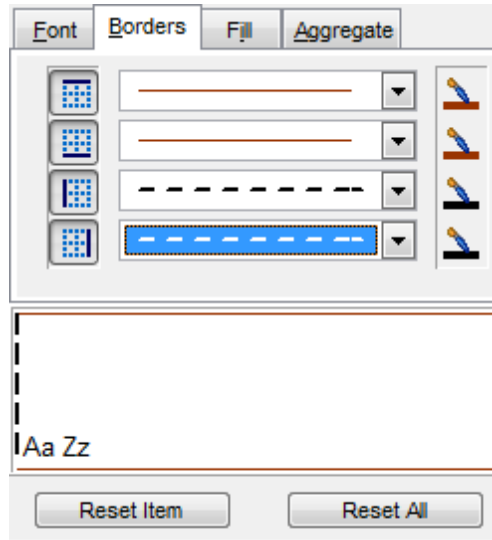 Font Borders Fill Aggregate
Aa Zz
Reset Item Reset All